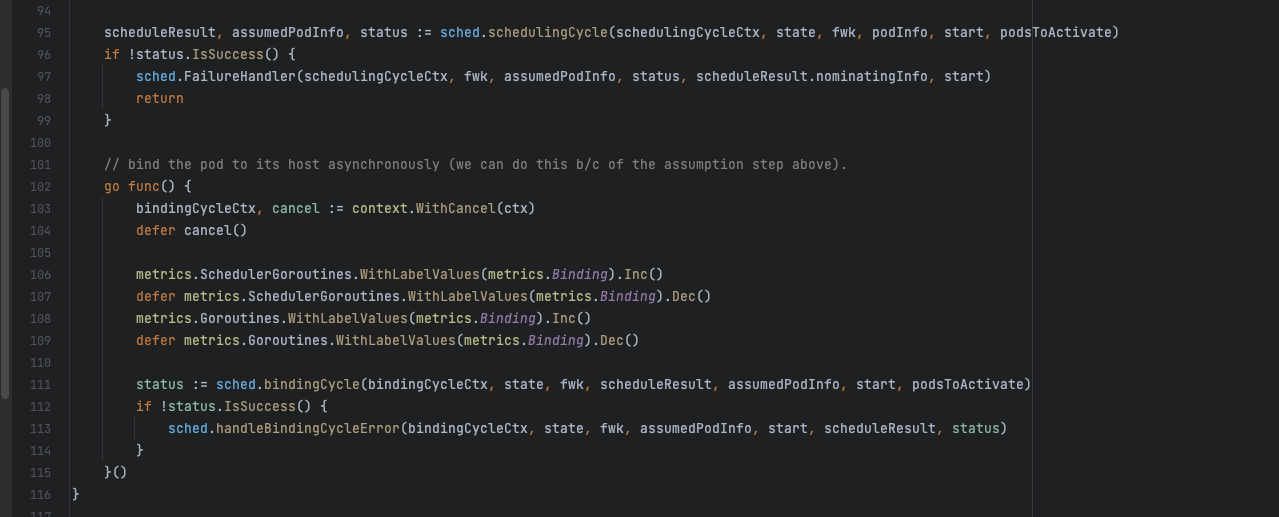 94
95 scheduleResult, assumedPodInfo, status := sched.schedulingCycle(schedulingCycleCtx, state, fwk, podInfo, start, podsToActivate)
96 if !status.IsSuccess() {
97 sched.FailureHandler(schedulingCycleCtx, fwk, assumedPodInfo, status, scheduleResult.nominatingInfo, start)
98 return
99 }
100
101 // bind the pod to its host asynchronously (we can do this b/c of the assumption step above).
102 go func() {
103 bindingCycleCtx, cancel := context.WithCancel(ctx)
104 defer cancel()
105
106 metrics.SchedulerGoroutines.WithLabelValues(metrics.Binding).Inc()
107 defer metrics.SchedulerGoroutines.WithLabelValues(metrics.Binding).Dec()
108 metrics.Goroutines.WithLabelValues(metrics.Binding).Inc()
109 defer metrics.Goroutines.WithLabelValues(metrics.Binding).Dec()
110
111 status := sched.bindingCycle(bindingCycleCtx, state, fwk, scheduleResult, assumedPodInfo, start, podsToActivate)
112 if !status.IsSuccess() {
113 sched.handleBindingCycleError(bindingCycleCtx, state, fwk, assumedPodInfo, start, scheduleResult, status)
114 }
115 }()
116 }
117